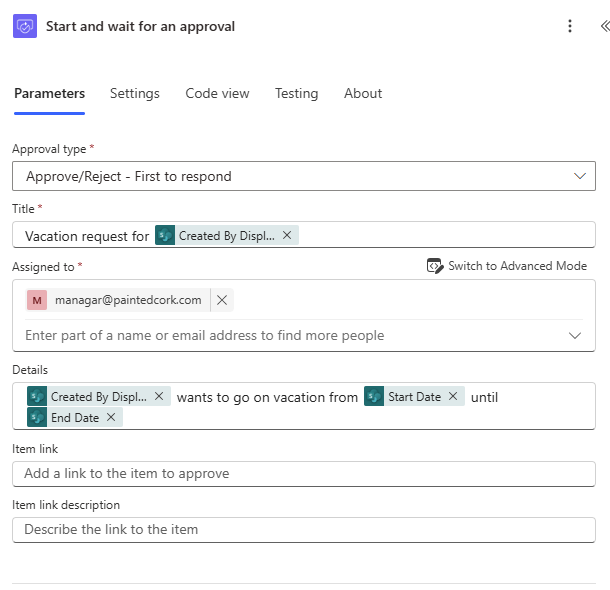 Start and wait for an approval
Parameters Settings Code view Testing About
Approval type *
Approve/Reject - First to respond
Title *
Vacation request for Created By Displ...
Assigned to * Switch to Advanced Mode
M managar@paintedcork.com
Enter part of a name or email address to find more people
Details
Created By Displ... wants to go on vacation from Start Date until
End Date
Item link
Add a link to the item to approve
Item link description
Describe the link to the item